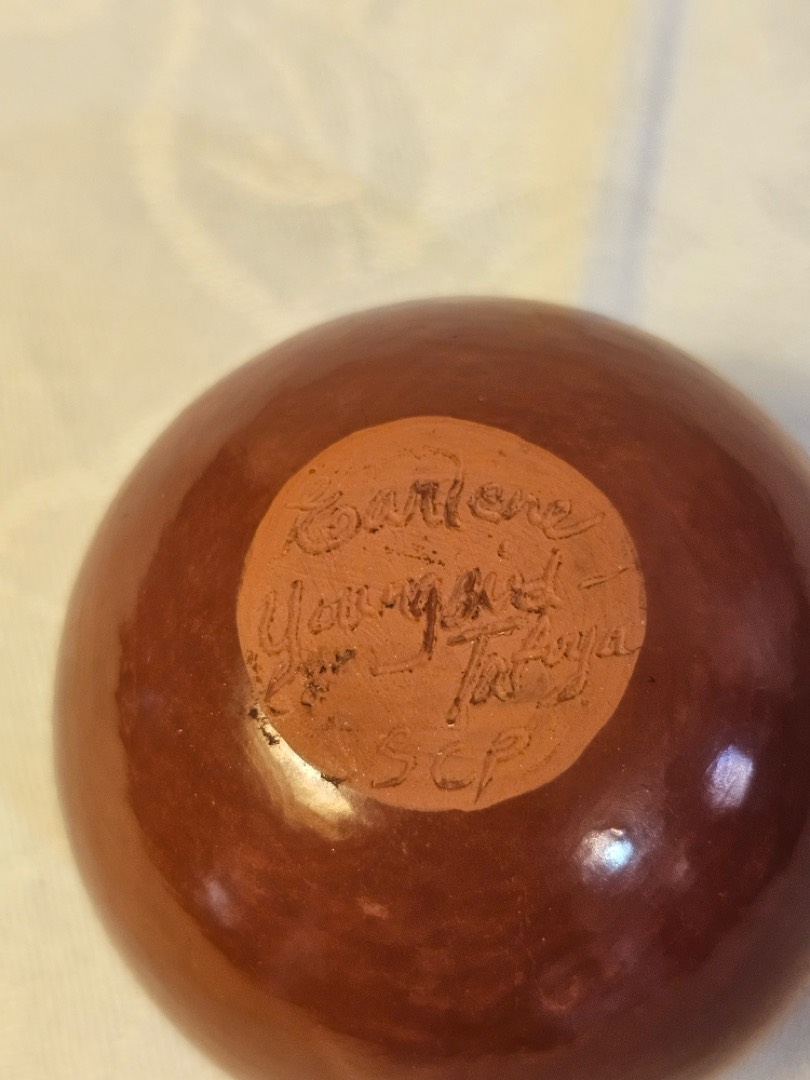 Earlene
Youngbird-
Tafoya
SCP